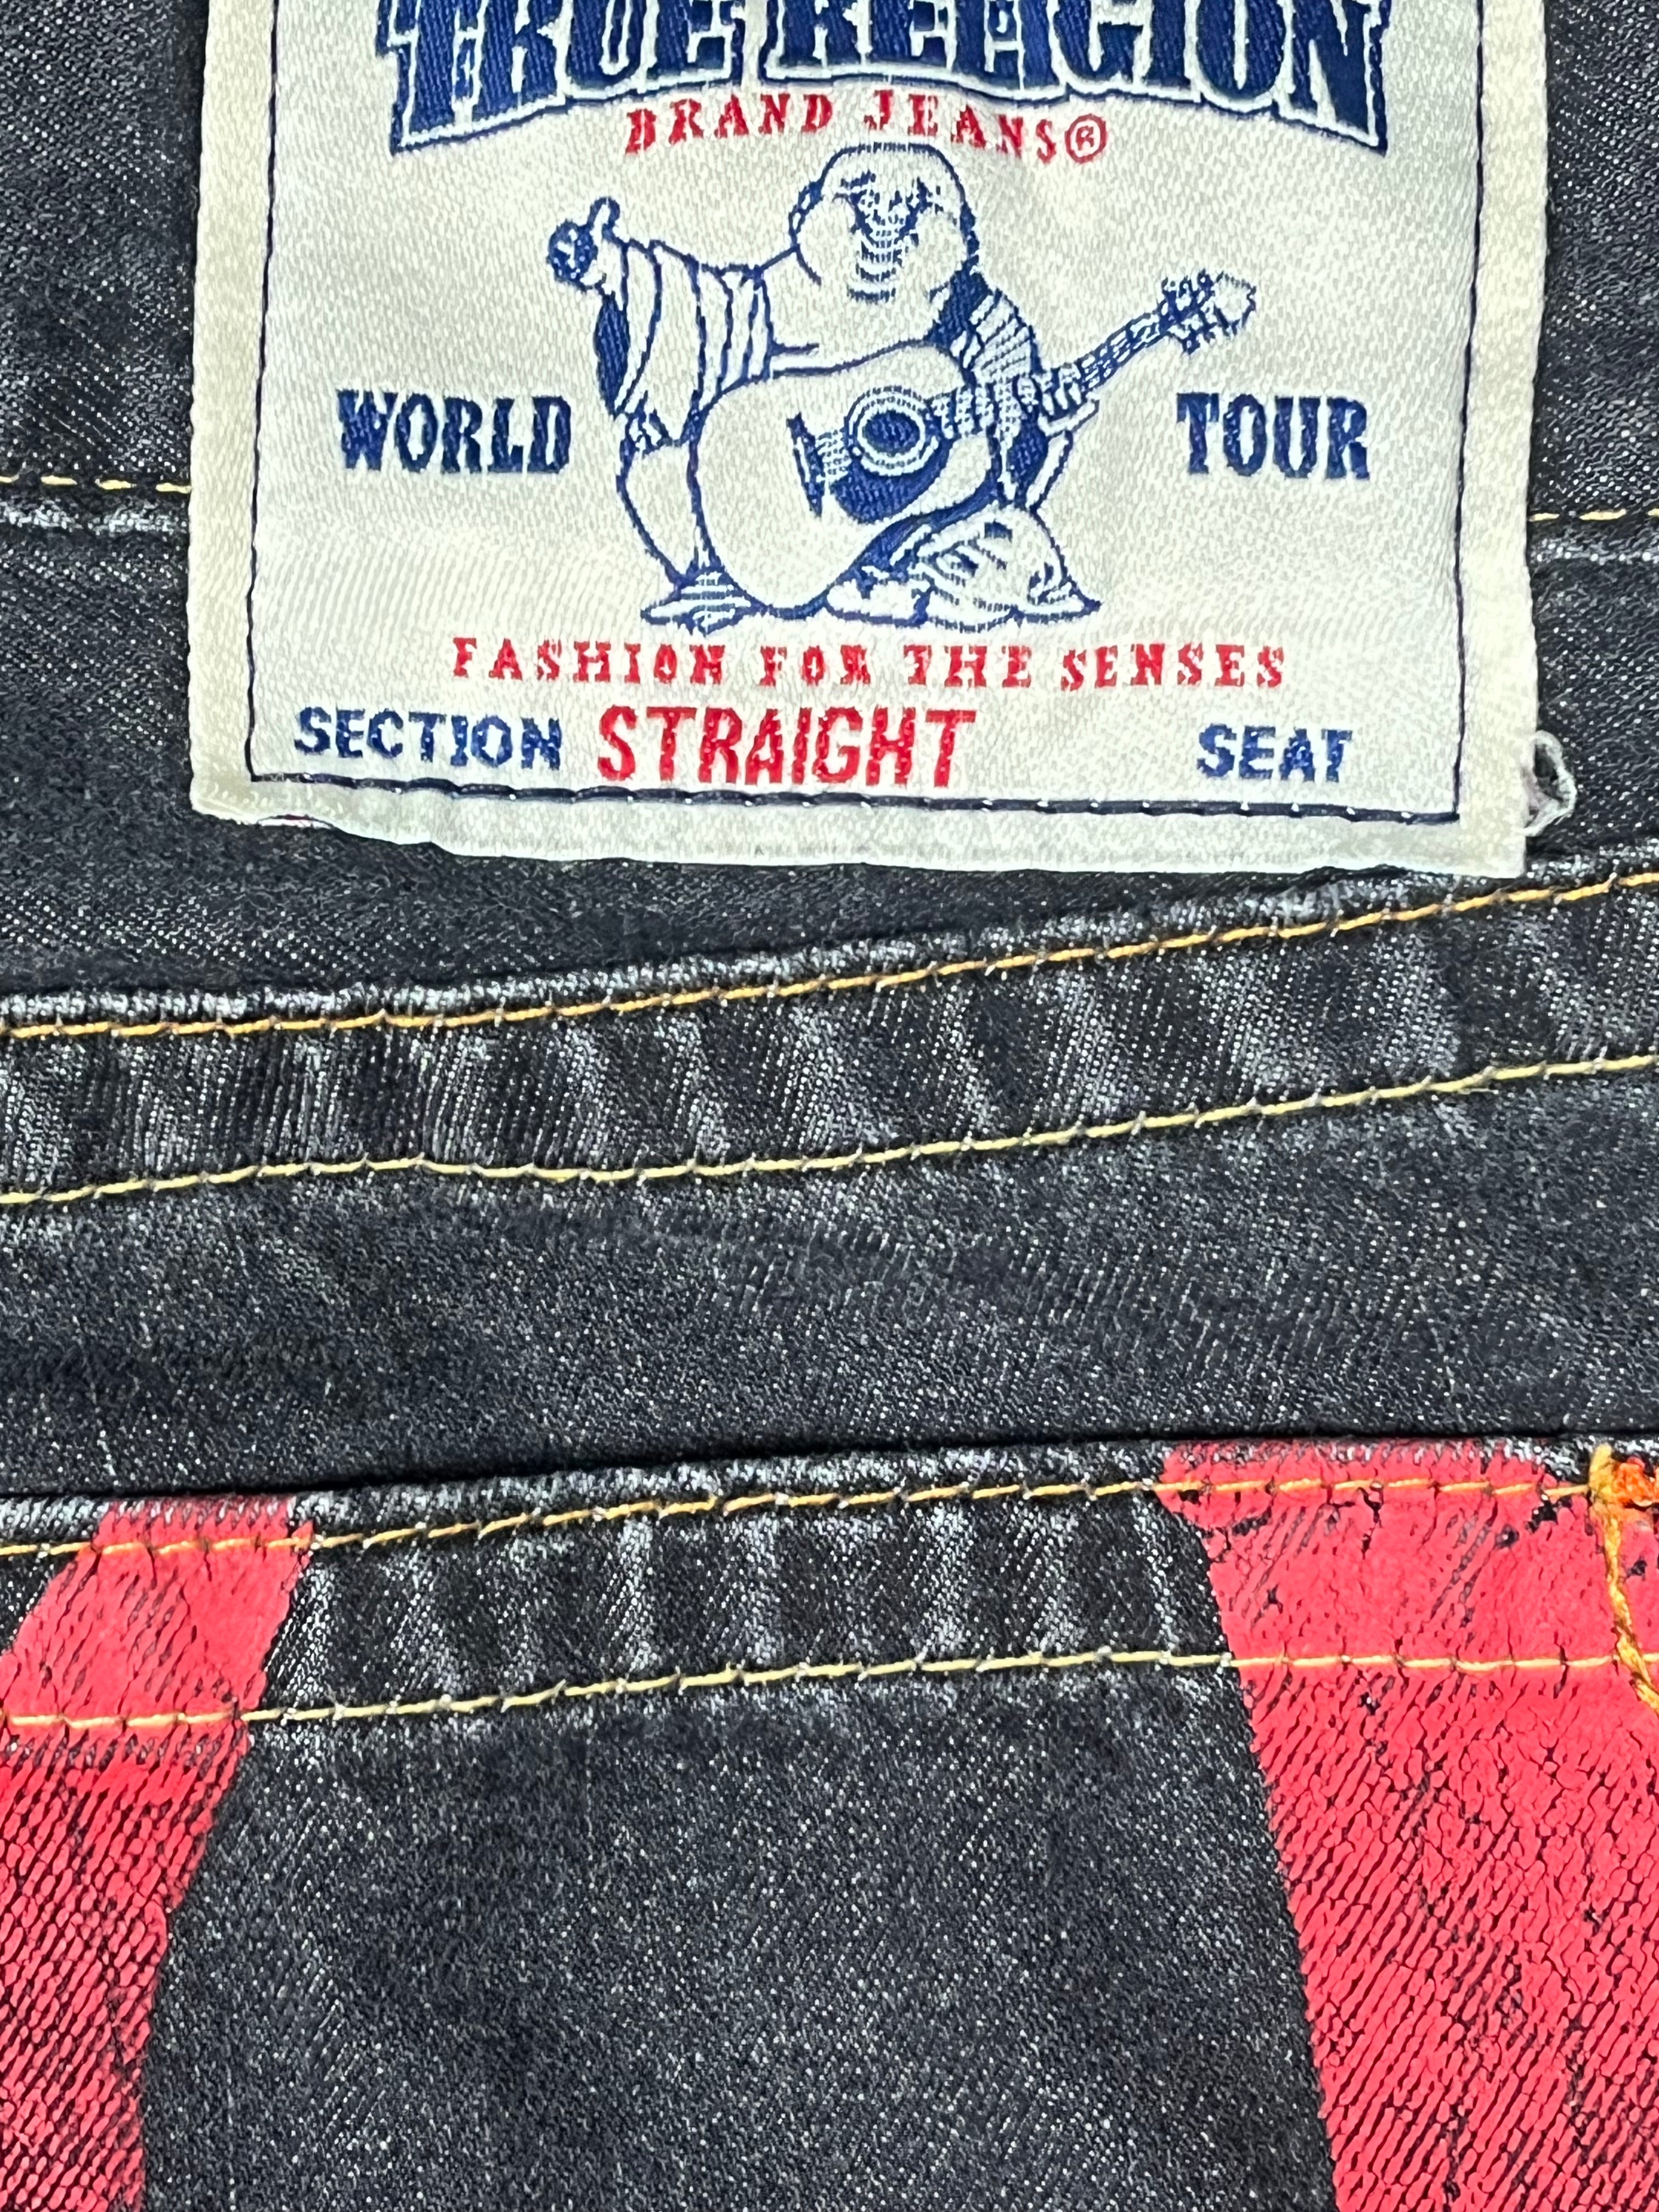 TRUE RELIGION
BRAND JEANS®
WORLD TOUR
FASHION FOR THE SENSES
SECTION STRAIGHT SEAT